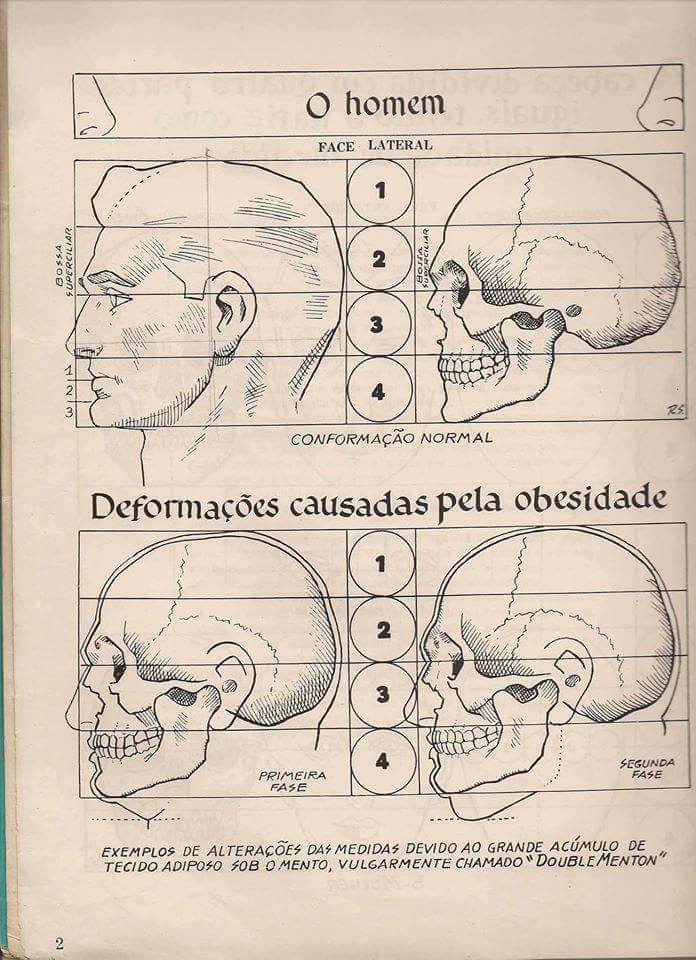 O homem
FACE LATERAL
1
2
3
4
BOSSA
SUPERCILIAR
1
2
3
BOSSA
SUPERCILIAR
R.S.
CONFORMAÇÃO NORMAL
Deformações causadas pela obesidade
1
2
3
4
PRIMEIRA
FASE
SEGUNDA
FASE
EXEMPLOS DE ALTERAÇÕES DAS MEDIDAS DEVIDO AO GRANDE ACÚMULO DE
TECIDO ADIPOSO SOB O MENTO, VULGARMENTE CHAMADO "DOUBLE MENTON"
2